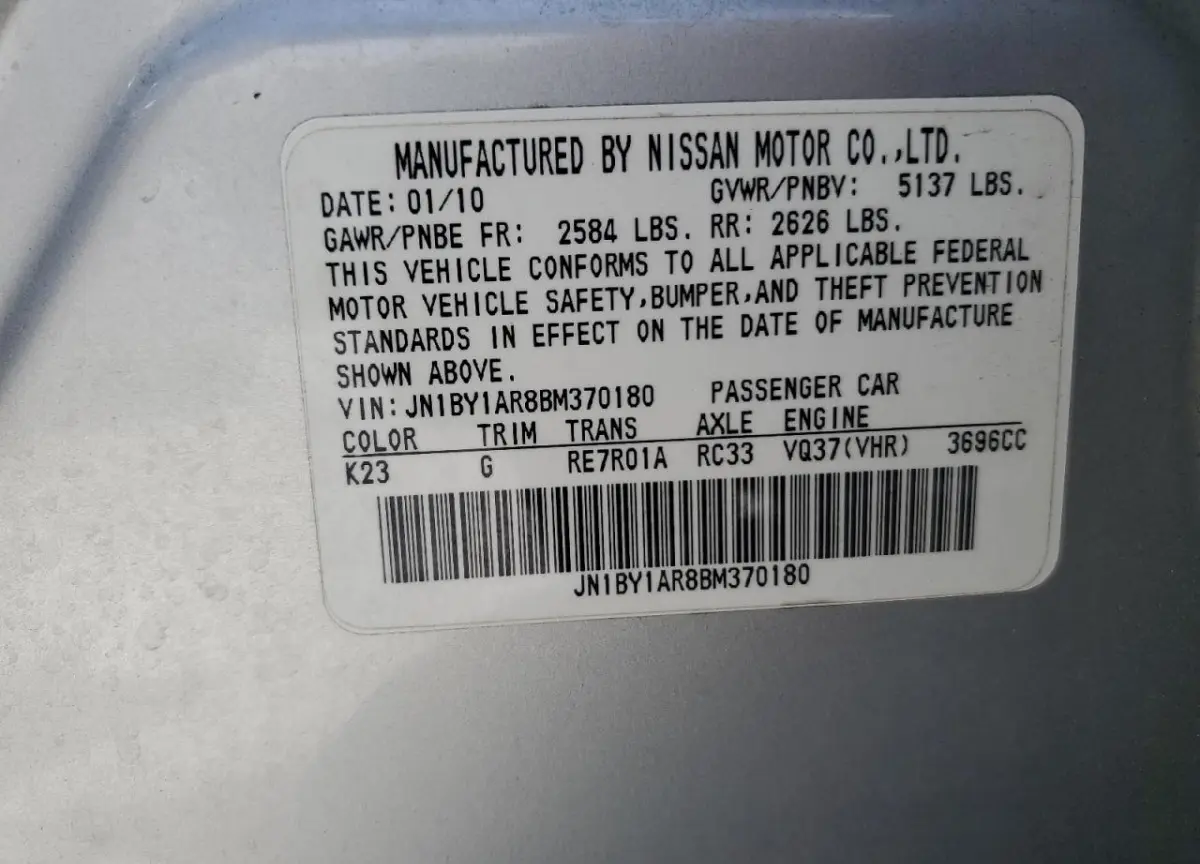 MANUFACTURED BY NISSAN MOTOR CO.,LTD.
DATE: 01/10 GVWR/PNBV: 5137 LBS.
GAWR/PNBE FR: 2584 LBS. RR: 2626 LBS.
THIS VEHICLE CONFORMS TO ALL APPLICABLE FEDERAL
MOTOR VEHICLE SAFETY,BUMPER,AND THEFT PREVENTION
STANDARDS IN EFFECT ON THE DATE OF MANUFACTURE
SHOWN ABOVE.
VIN: JN1BY1AR8BM370180 PASSENGER CAR
COLOR TRIM TRANS AXLE ENGINE
K23 G RE7R01A RC33 VQ37(VHR) 3696CC
JN1BY1AR8BM370180